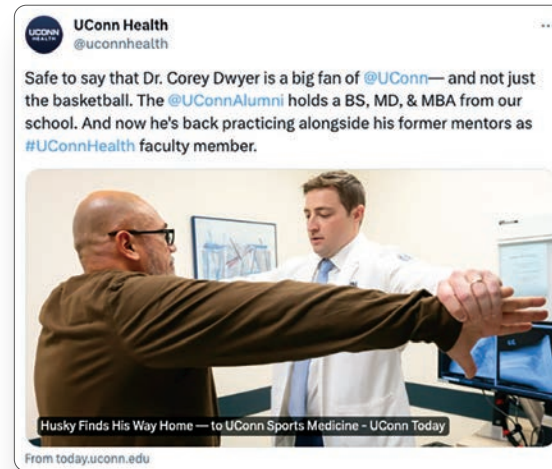 UCONN
HEALTH
UConn Health
@uconnhealth
Safe to say that Dr. Corey Dwyer is a big fan of @UConn— and not just
the basketball. The @UConnAlumni holds a BS, MD, & MBA from our
school. And now he's back practicing alongside his former mentors as
#UConnHealth faculty member.
Husky Finds His Way Home — to UConn Sports Medicine - UConn Today
From today.uconn.edu